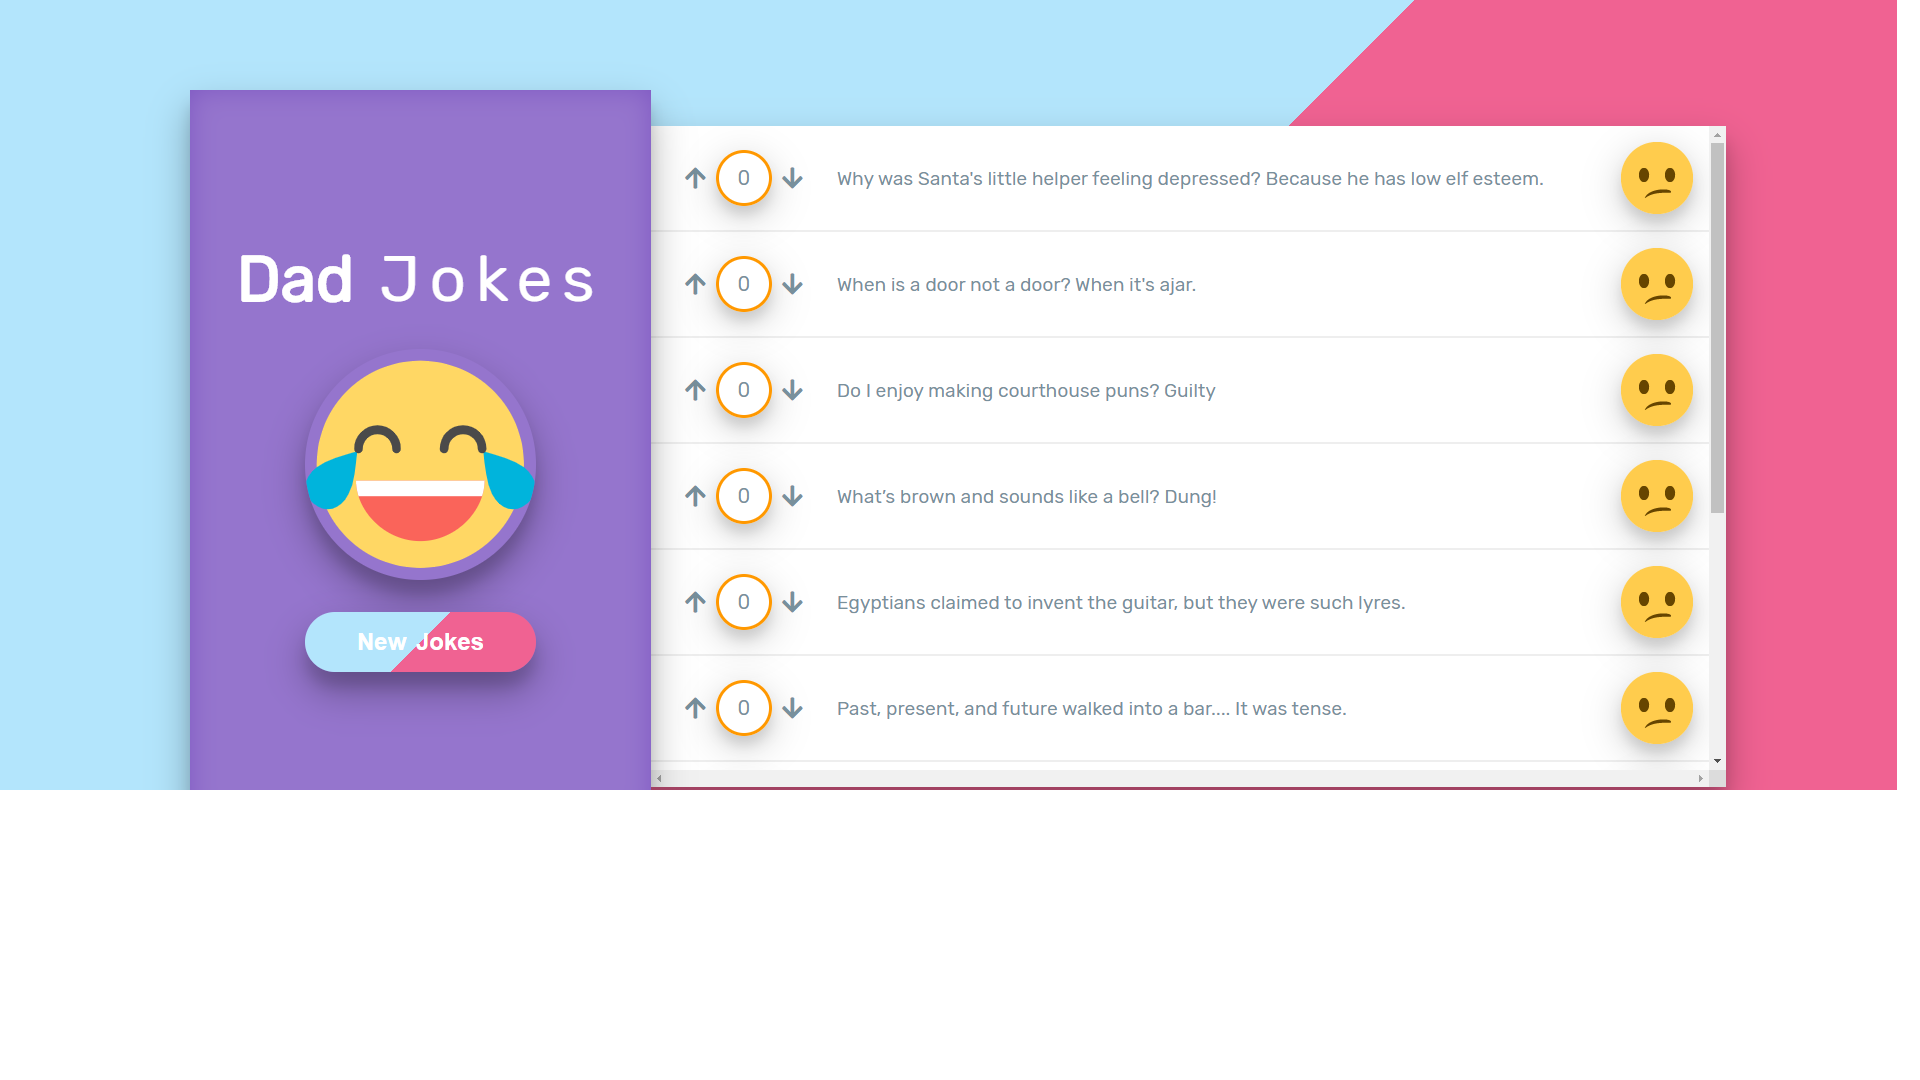 Dad Jokes
New Jokes
0 Why was Santa's little helper feeling depressed? Because he has low elf esteem.
0 When is a door not a door? When it's ajar.
0 Do I enjoy making courthouse puns? Guilty
0 What’s brown and sounds like a bell? Dung!
0 Egyptians claimed to invent the guitar, but they were such lyres.
0 Past, present, and future walked into a bar.... It was tense.